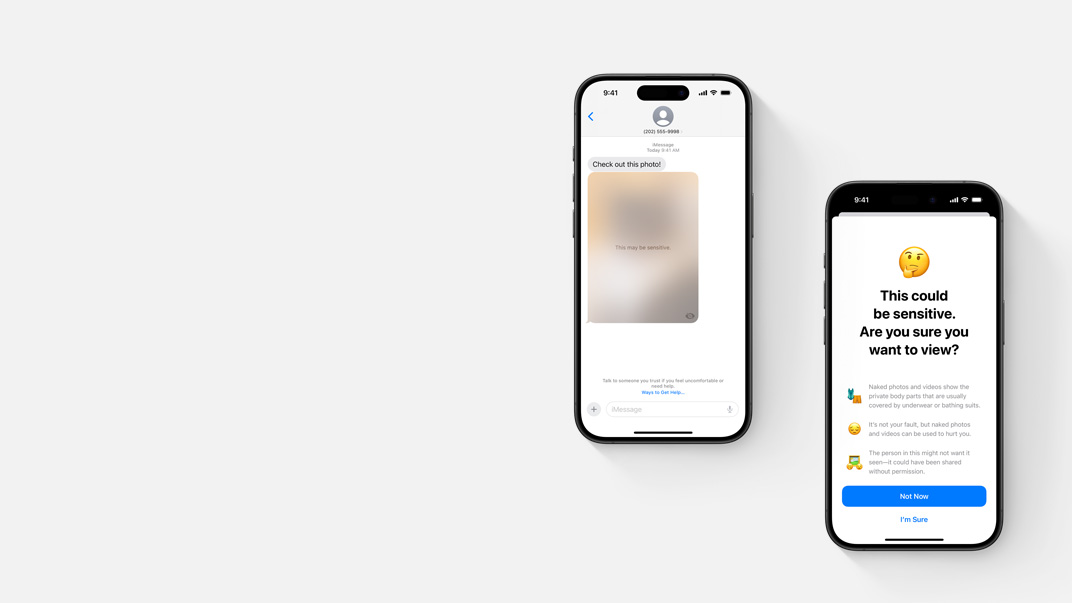 9:41
(202) 555-9998
iMessage
Today 9:41 AM
Check out this photo!
This may be sensitive.
Talk to someone you trust if you feel uncomfortable or
need help.
Ways to Get Help...
iMessage
9:41
This could
be sensitive.
Are you sure you
want to view?
Naked photos and videos show the
private body parts that are usually
covered by underwear or bathing suits.
It's not your fault, but naked photos
and videos can be used to hurt you.
The person in this might not want it
seen—it could have been shared
without permission.
Not Now
I'm Sure